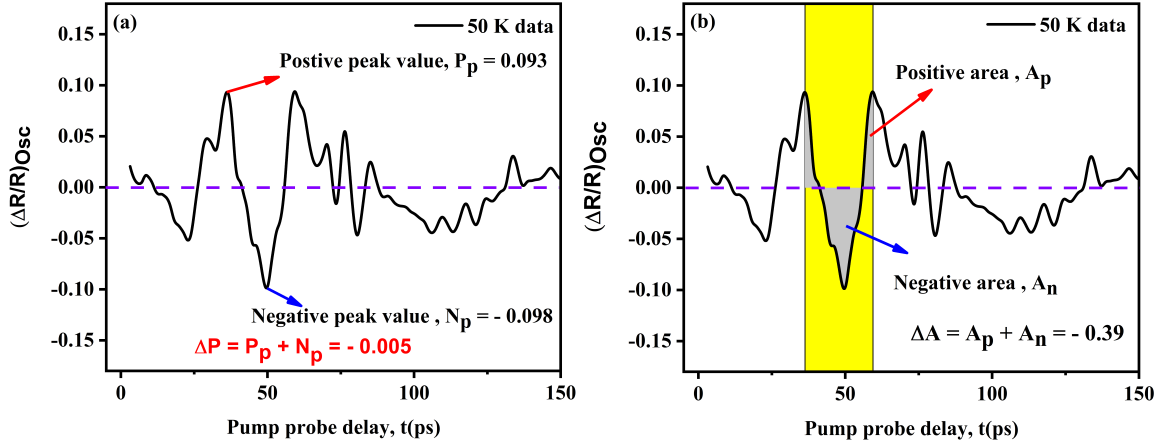 (a)
50 K data
Postive peak value, Pp = 0.093
Negative peak value , Np = - 0.098
ΔP = Pp + Np = - 0.005
0.15
0.10
0.05
0.00
-0.05
-0.10
-0.15
(ΔR/R)Osc
0
50
100
150
Pump probe delay, t(ps)
(b)
50 K data
Positive area , Ap
Negative area , An
ΔA = Ap + An = - 0.39
0.15
0.10
0.05
0.00
-0.05
-0.10
-0.15
(ΔR/R)Osc
0
50
100
150
Pump probe delay, t(ps)